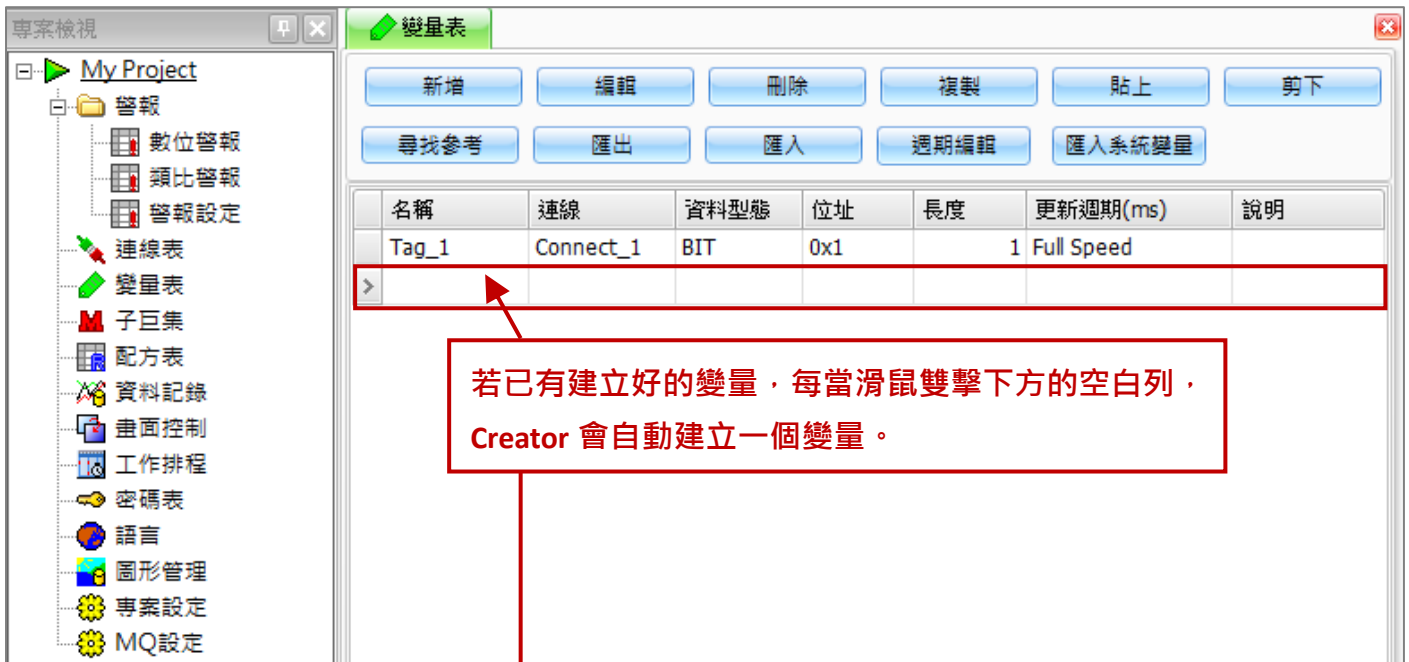 專案檢視
變量表
My Project
警報
數位警報
類比警報
警報設定
連線表
變量表
子巨集
配方表
資料記錄
畫面控制
工作排程
密碼表
語言
圖形管理
專案設定
MQ設定
新增 編輯 刪除 複製 貼上 剪下
尋找參考 匯出 匯入 週期編輯 匯入系統變量
名稱 連線 資料型態 位址 長度 更新週期(ms) 說明
Tag_1 Connect_1 BIT 0x1 1 Full Speed
若已有建立好的變量，每當滑鼠雙擊下方的空白列，
Creator 會自動建立一個變量。